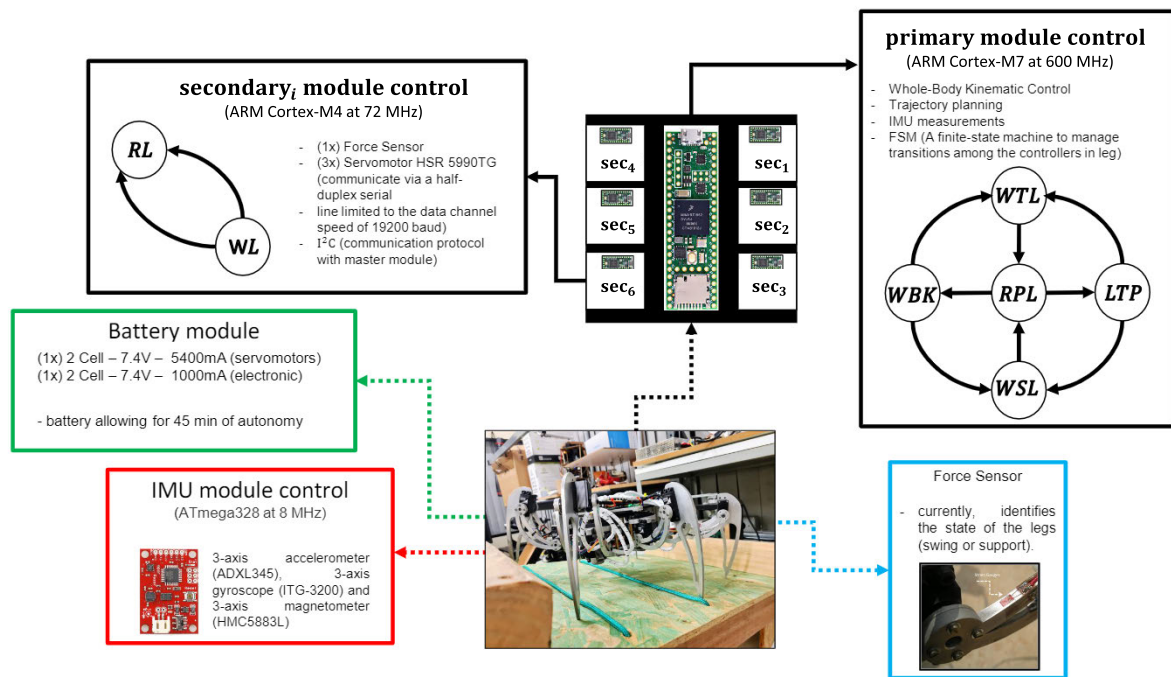 secondaryᵢ module control
(ARM Cortex-M4 at 72 MHz)
RL
WL
- (1x) Force Sensor
- (3x) Servomotor HSR 5990TG
(communicate via a half-
duplex serial
- line limited to the data channel
speed of 19200 baud)
- I²C (communication protocol
with master module)
sec₄
sec₅
sec₆
sec₁
sec₂
sec₃
primary module control
(ARM Cortex-M7 at 600 MHz)
- Whole-Body Kinematic Control
- Trajectory planning
- IMU measurements
- FSM (A finite-state machine to manage
transitions among the controllers in leg)
WTL
WBK
RPL
LTP
WSL
Battery module
(1x) 2 Cell – 7.4V – 5400mA (servomotors)
(1x) 2 Cell – 7.4V – 1000mA (electronic)
- battery allowing for 45 min of autonomy
IMU module control
(ATmega328 at 8 MHz)
3-axis accelerometer
(ADXL345), 3-axis
gyroscope (ITG-3200) and
3-axis magnetometer
(HMC5883L)
Force Sensor
- currently, identifies
the state of the legs
(swing or support).